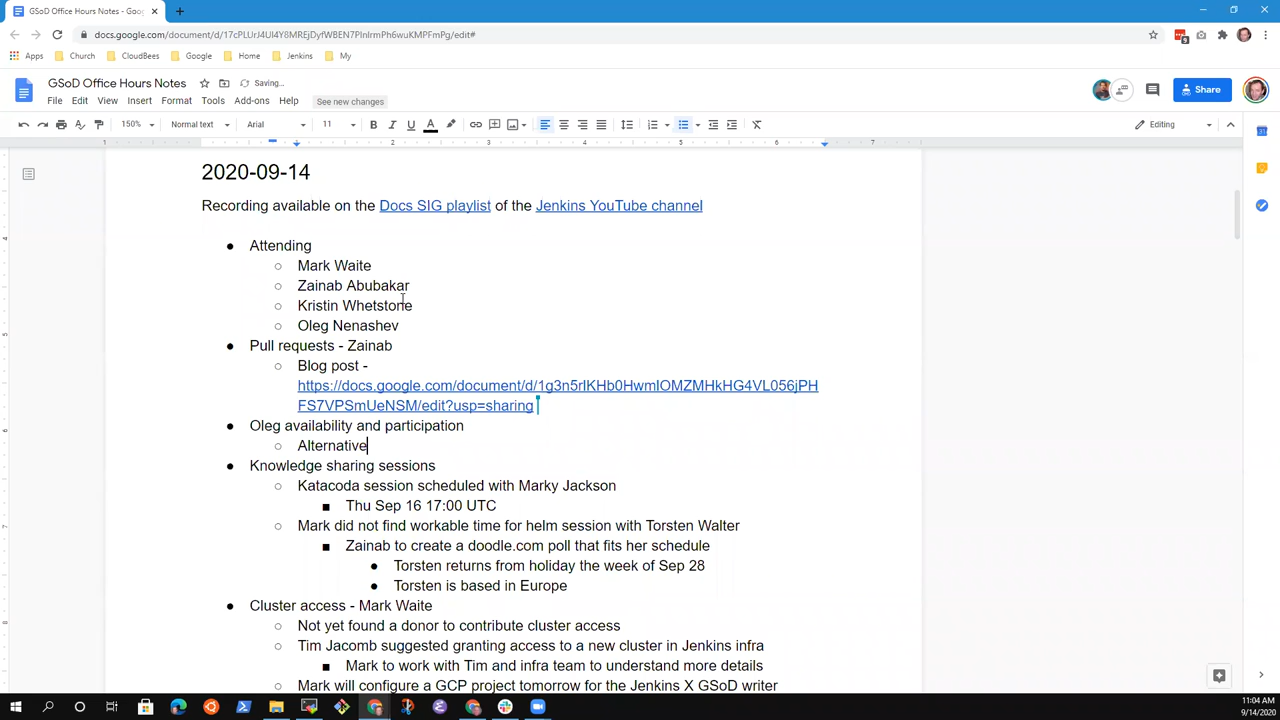 GSoD Office Hours Notes - Goo
docs.google.com/document/d/17cPLUrJ4Ul4Y8MREjDyfWBEN7PInlrmPh6wuKMPFmPg/edit#
Apps Church CloudBees Google Home Jenkins My
GSoD Office Hours Notes Saving...
File Edit View Insert Format Tools Add-ons Help See new changes
Share
150% Normal text Arial 11 Editing
1 1 2 3 4 5 6 7
2020-09-14
Recording available on the Docs SIG playlist of the Jenkins YouTube channel
Attending
Mark Waite
Zainab Abubakar
Kristin Whetstone
Oleg Nenashev
Pull requests - Zainab
Blog post -
https://docs.google.com/document/d/1g3n5rlKHb0HwmIOMZMHkHG4VL056jPH
FS7VPSmUeNSM/edit?usp=sharing
Oleg availability and participation
Alternative
Knowledge sharing sessions
Katacoda session scheduled with Marky Jackson
Thu Sep 16 17:00 UTC
Mark did not find workable time for helm session with Torsten Walter
Zainab to create a doodle.com poll that fits her schedule
Torsten returns from holiday the week of Sep 28
Torsten is based in Europe
Cluster access - Mark Waite
Not yet found a donor to contribute cluster access
Tim Jacomb suggested granting access to a new cluster in Jenkins infra
Mark to work with Tim and infra team to understand more details
Mark will configure a GCP project tomorrow for the Jenkins X GSoD writer
11:04 AM
9/14/2020